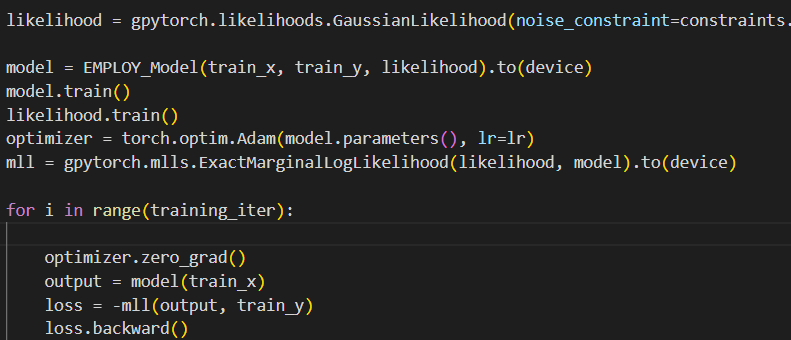 likelihood = gpytorch.likelihoods.GaussianLikelihood(noise_constraint=constraints.
model = EMPLOY_Model(train_x, train_y, likelihood).to(device)
model.train()
likelihood.train()
optimizer = torch.optim.Adam(model.parameters(), lr=lr)
mll = gpytorch.mlls.ExactMarginalLogLikelihood(likelihood, model).to(device)
for i in range(training_iter):
optimizer.zero_grad()
output = model(train_x)
loss = -mll(output, train_y)
loss.backward()